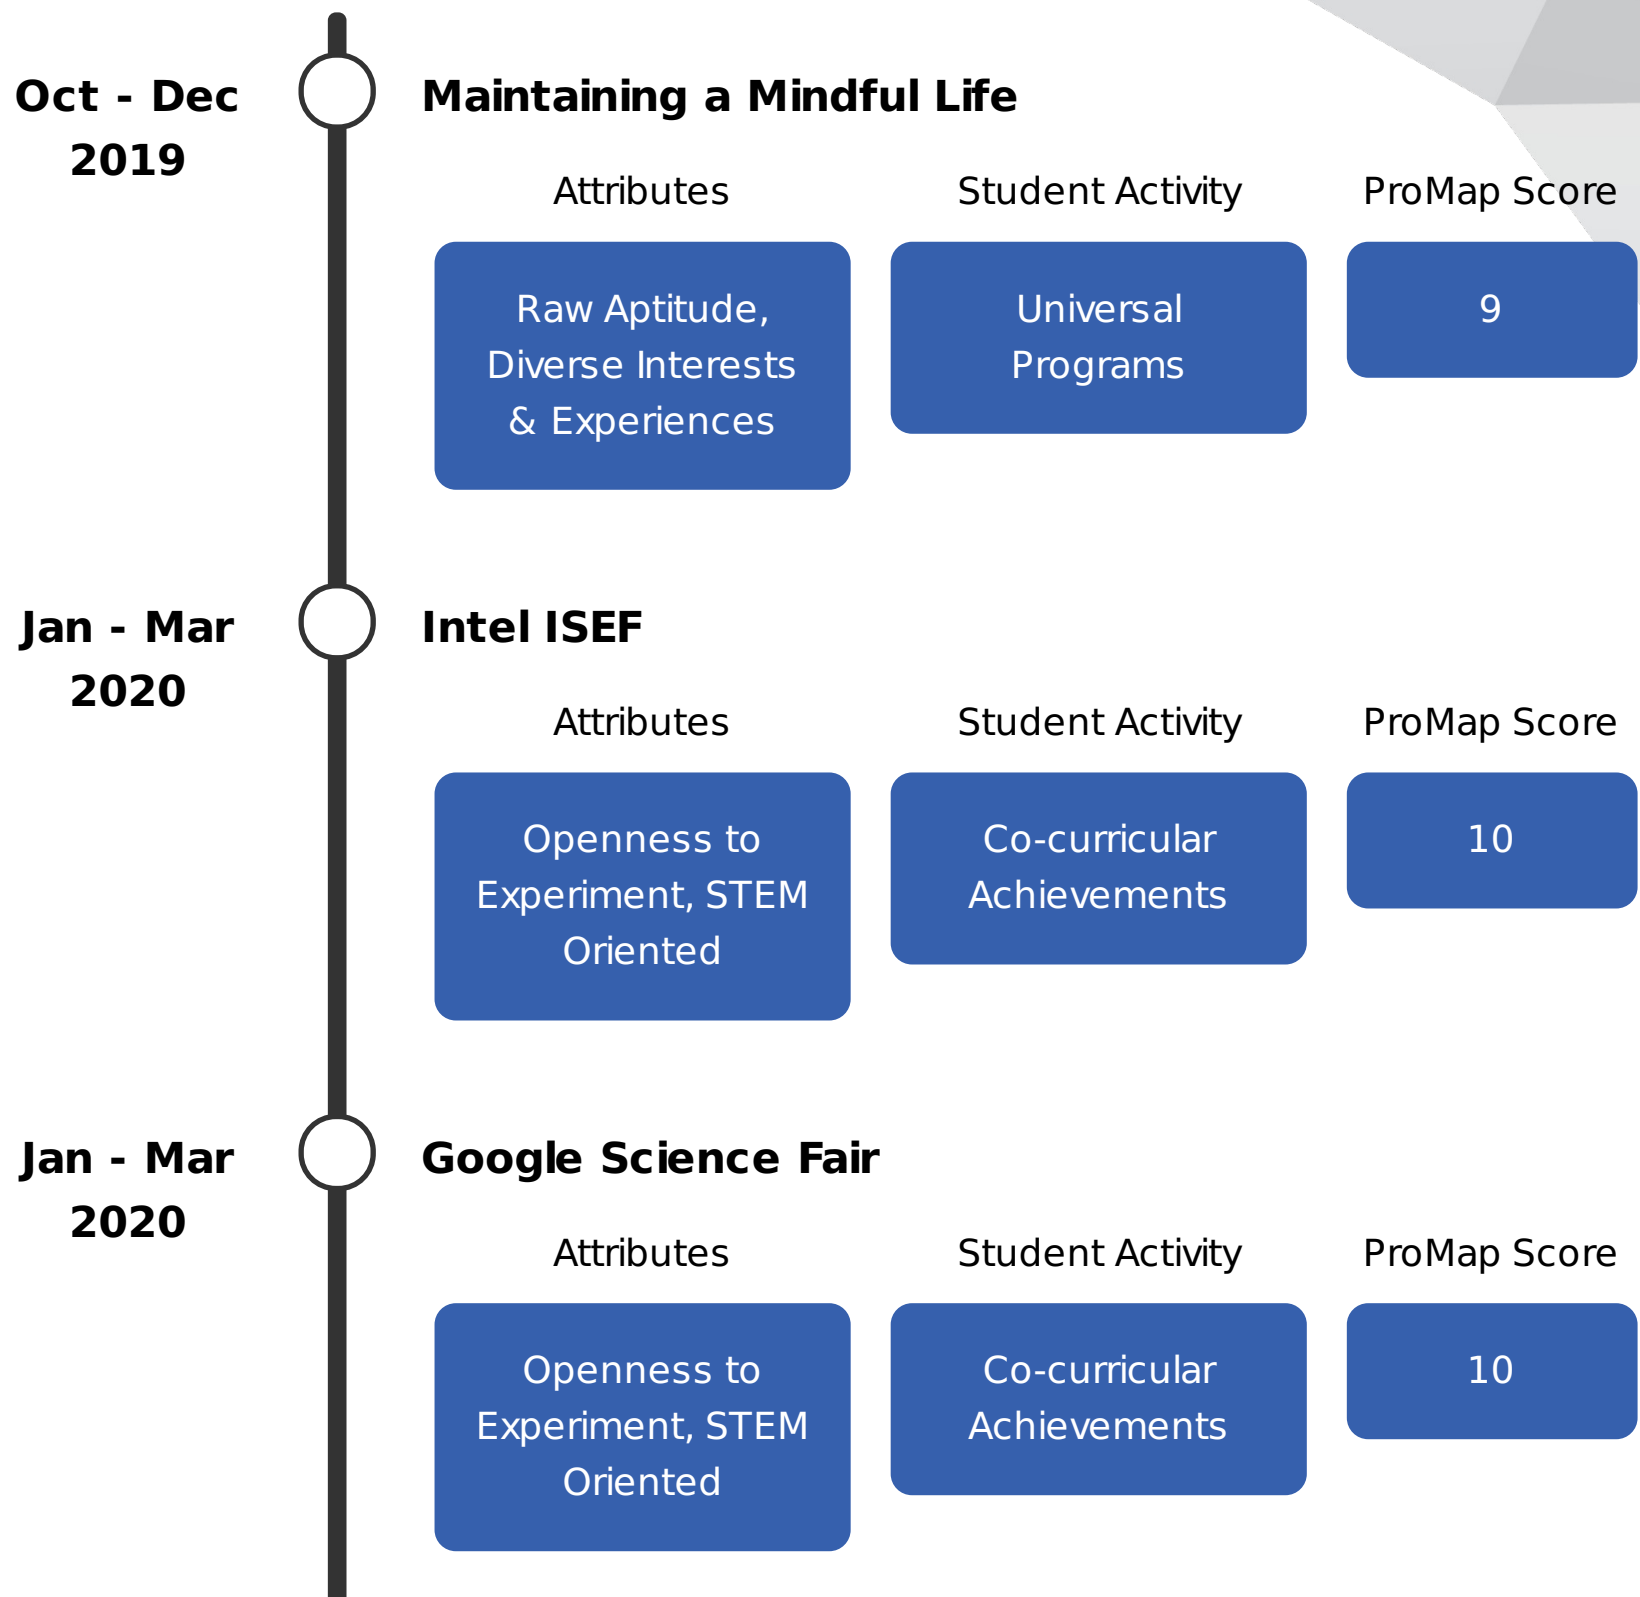 Oct - Dec
2019
Maintaining a Mindful Life
Attributes
Student Activity
ProMap Score
Raw Aptitude,
Diverse Interests
& Experiences
Universal
Programs
9
Jan - Mar
2020
Intel ISEF
Attributes
Student Activity
ProMap Score
Openness to
Experiment, STEM
Oriented
Co-curricular
Achievements
10
Jan - Mar
2020
Google Science Fair
Attributes
Student Activity
ProMap Score
Openness to
Experiment, STEM
Oriented
Co-curricular
Achievements
10